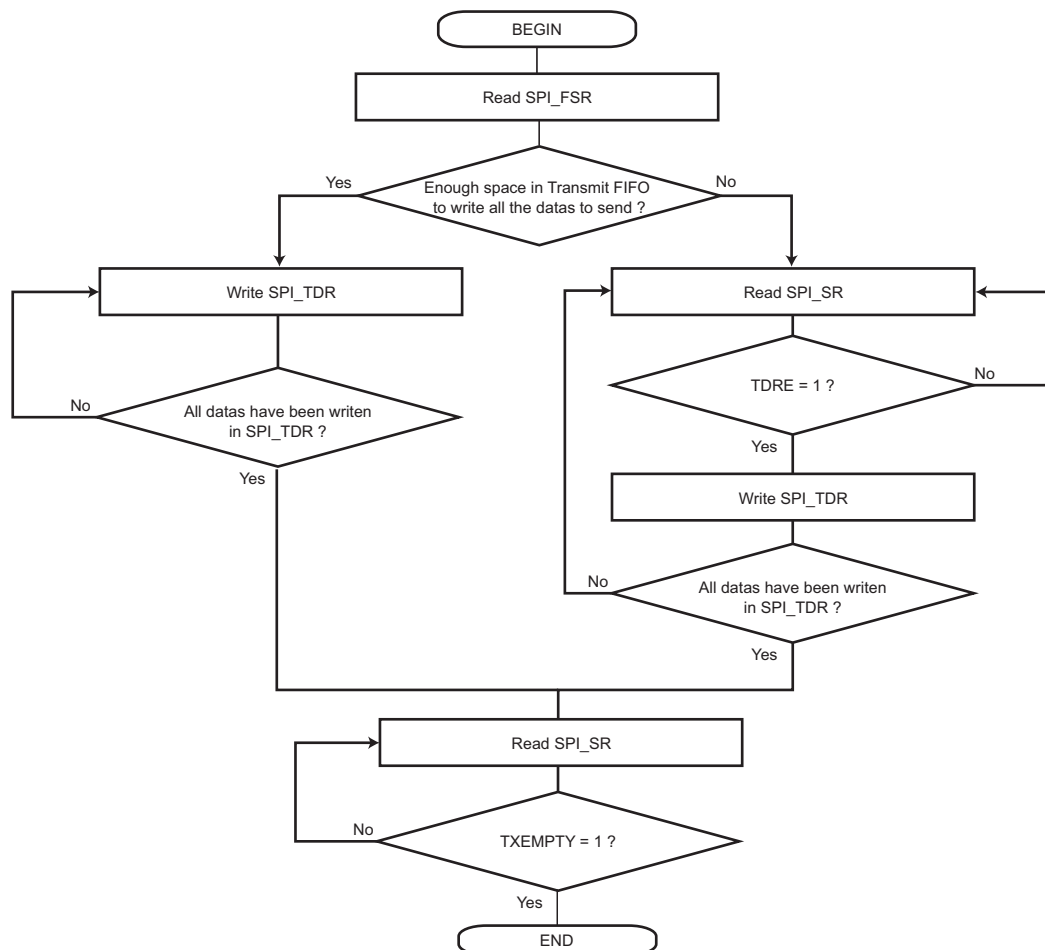 BEGIN
Read SPI_FSR
Yes
Enough space in Transmit FIFO
to write all the datas to send ?
No
Write SPI_TDR
Read SPI_SR
TDRE = 1 ?
No
No
All datas have been writen
in SPI_TDR ?
Yes
Yes
Write SPI_TDR
No
All datas have been writen
in SPI_TDR ?
Yes
Read SPI_SR
No
TXEMPTY = 1 ?
Yes
END